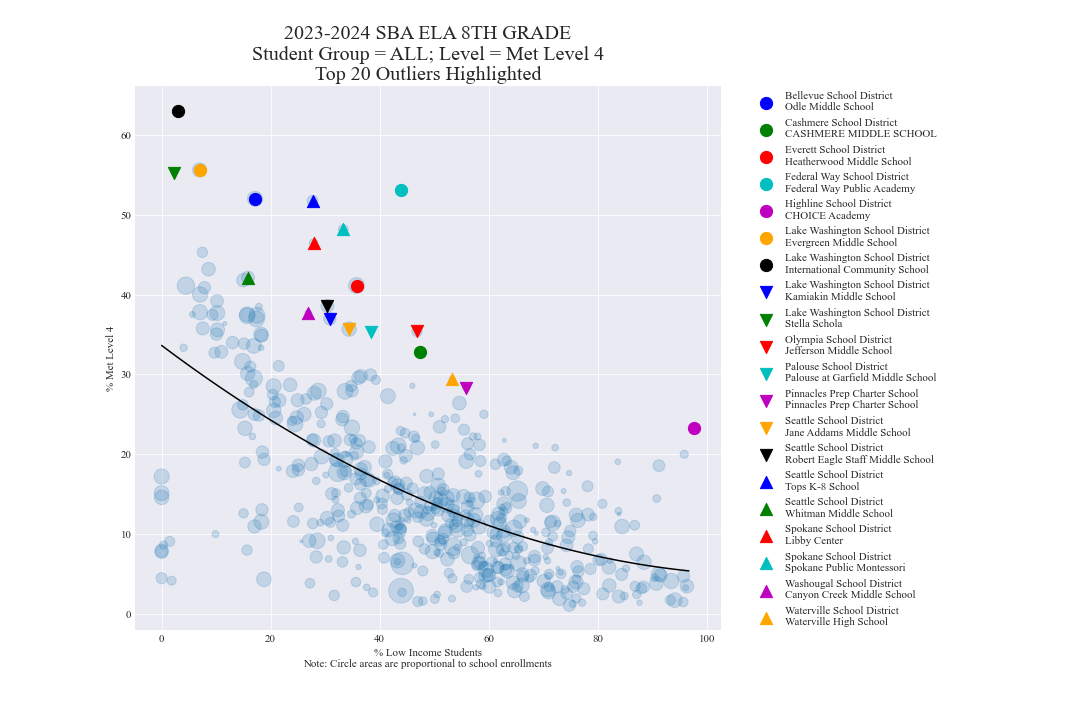 2023-2024 SBA ELA 8TH GRADE
Student Group = ALL; Level = Met Level 4
Top 20 Outliers Highlighted
% Met Level 4
60
50
40
30
20
10
0
0
20
40
60
80
100
% Low Income Students
Note: Circle areas are proportional to school enrollments
Bellevue School District
Odle Middle School
Cashmere School District
CASHMERE MIDDLE SCHOOL
Everett School District
Heatherwood Middle School
Federal Way School District
Federal Way Public Academy
Highline School District
CHOICE Academy
Lake Washington School District
Evergreen Middle School
Lake Washington School District
International Community School
Lake Washington School District
Kamiakin Middle School
Lake Washington School District
Stella Schola
Olympia School District
Jefferson Middle School
Palouse School District
Palouse at Garfield Middle School
Pinnacles Prep Charter School
Pinnacles Prep Charter School
Seattle School District
Jane Addams Middle School
Seattle School District
Robert Eagle Staff Middle School
Seattle School District
Tops K-8 School
Seattle School District
Whitman Middle School
Spokane School District
Libby Center
Spokane School District
Spokane Public Montessori
Washougal School District
Canyon Creek Middle School
Waterville School District
Waterville High School